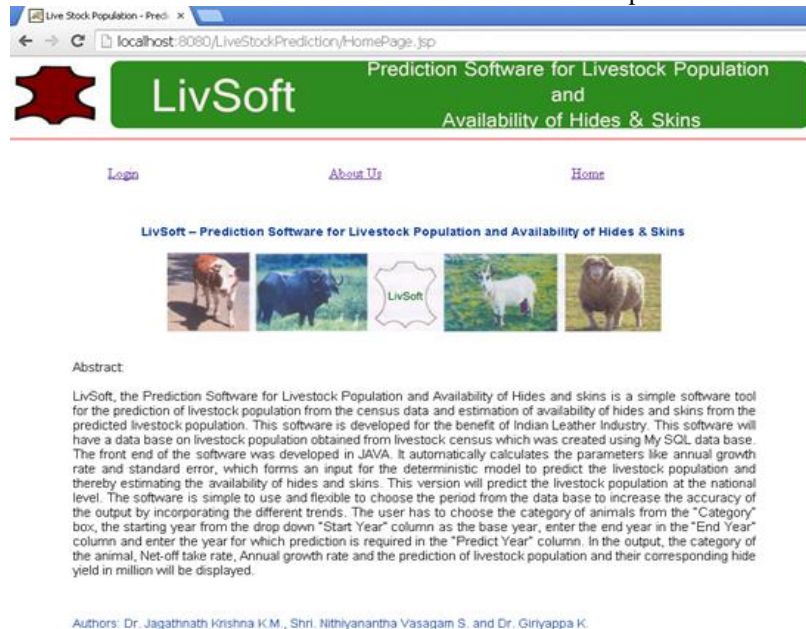 Live Stock Population - Predi
localhost:8080/LiveStockPrediction/HomePage.jsp
LivSoft
Prediction Software for Livestock Population
and
Availability of Hides & Skins
Login About Us Home
LivSoft – Prediction Software for Livestock Population and Availability of Hides & Skins
LivSoft
Abstract:
LivSoft, the Prediction Software for Livestock Population and Availability of Hides and skins is a simple software tool
for the prediction of livestock population from the census data and estimation of availability of hides and skins from the
predicted livestock population. This software is developed for the benefit of Indian Leather Industry. This software will
have a data base on livestock population obtained from livestock census which was created using My SQL data base.
The front end of the software was developed in JAVA. It automatically calculates the parameters like annual growth
rate and standard error, which forms an input for the deterministic model to predict the livestock population and
thereby estimating the availability of hides and skins. This version will predict the livestock population at the national
level. The software is simple to use and flexible to choose the period from the data base to increase the accuracy of
the output by incorporating the different trends. The user has to choose the category of animals from the "Category"
box, the starting year from the drop down "Start Year" column as the base year, enter the end year in the "End Year"
column and enter the year for which prediction is required in the "Predict Year" column. In the output, the category of
the animal, Net-off take rate, Annual growth rate and the prediction of livestock population and their corresponding hide
yield in million will be displayed.
Authors: Dr. Jagathnath Krishna K.M., Shri. Nithiyanantha Vasagam S. and Dr. Giriyappa K.